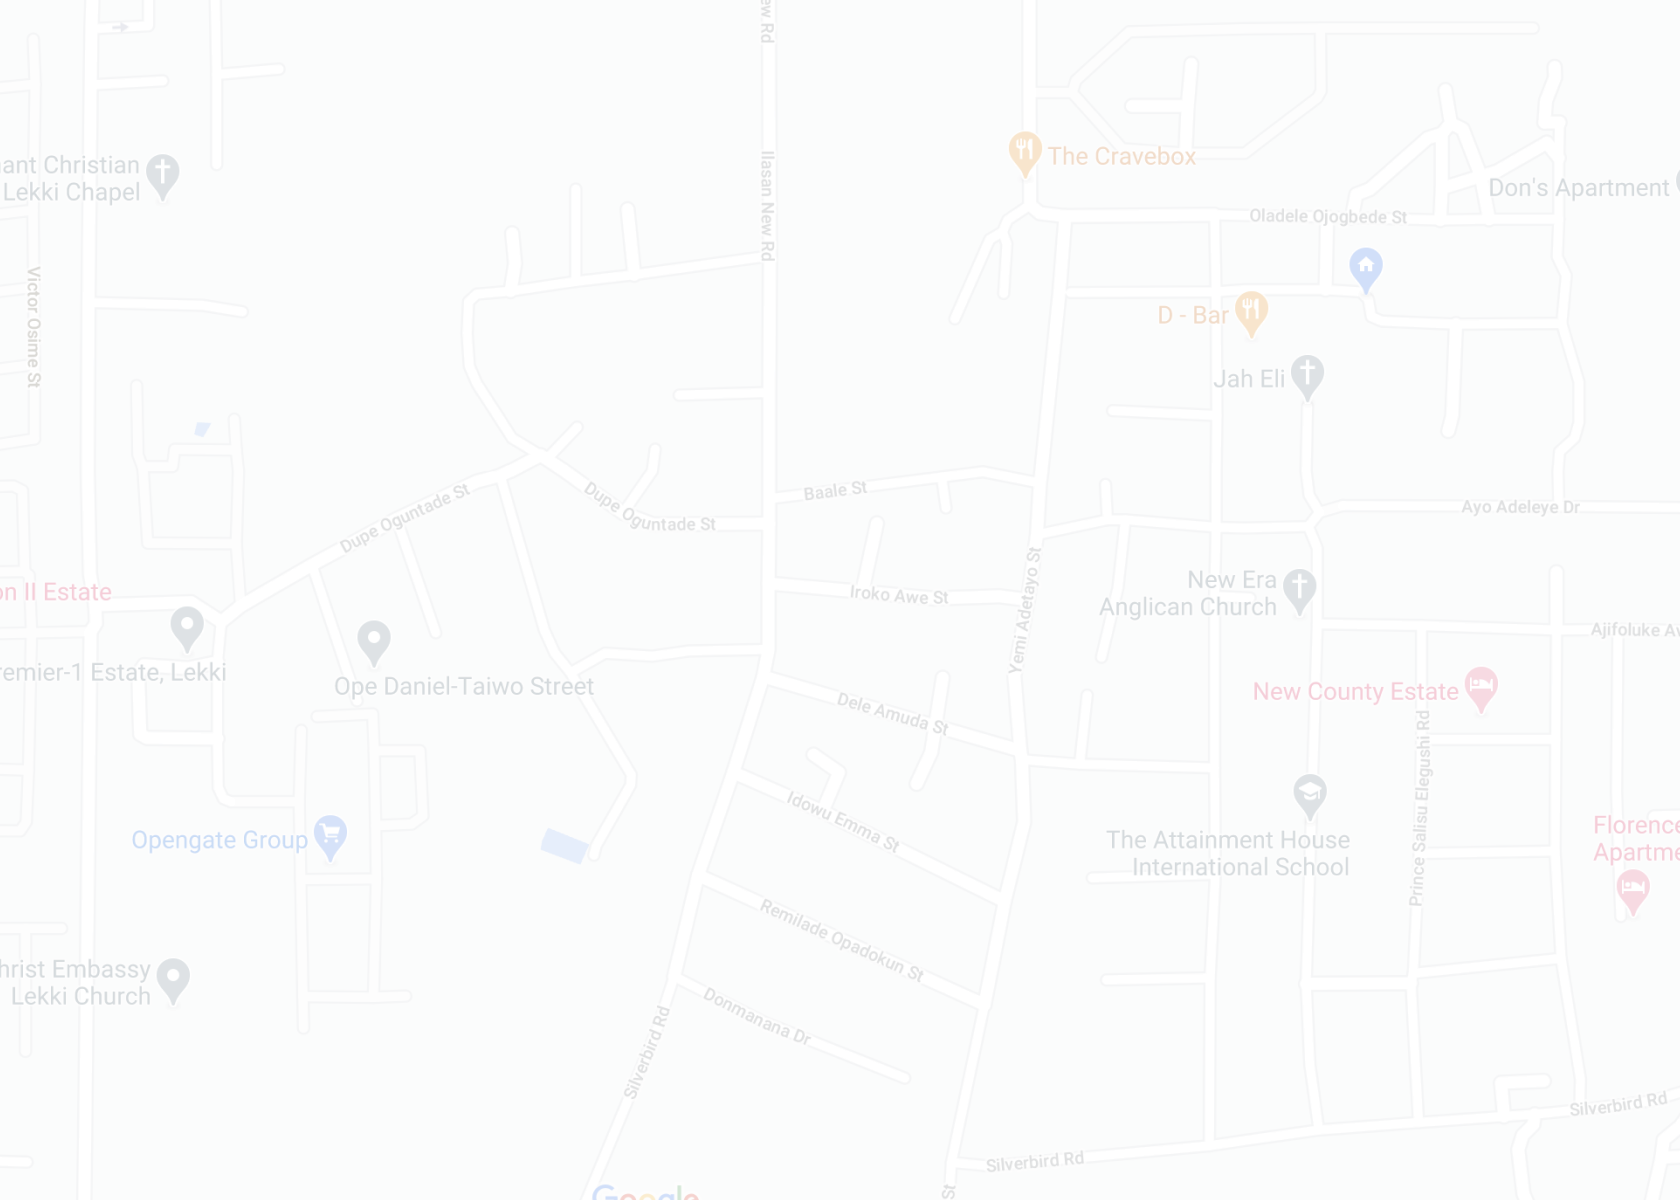 ew Rd
The Cravebox
ant Christian
Lekki Chapel
Ilasan New Rd
Don's Apartment
Oladele Ojogbede St
Victor Osime St
D - Bar
Jah Eli
Dupe Oguntade St
Dupe Oguntade St
Baale St
Ayo Adeleye Dr
on II Estate
Iroko Awe St
Yemi Adetayo St
New Era
Anglican Church
Ajifoluke Av
remier-1 Estate, Lekki
Ope Daniel-Taiwo Street
New County Estate
Dele Amuda St
Prince Salisu Elegushi Rd
Opengate Group
Idowu Emma St
The Attainment House
International School
Florence
Apartme
Remilade Opadokun St
hrist Embassy
Lekki Church
Donmanana Dr
Silverbird Rd
Silverbird Rd
Silverbird Rd
St
Google